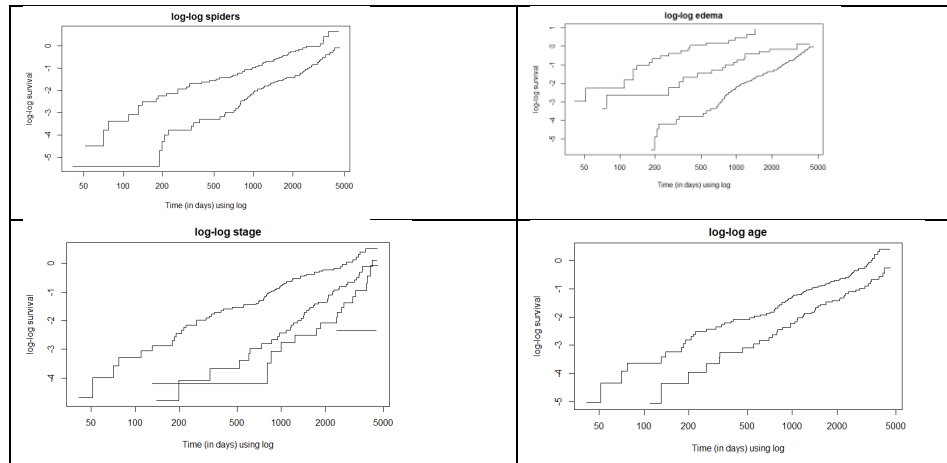 log-log spiders
log-log survival
0
-1
-2
-3
-4
-5
50 100 200 500 1000 2000 5000
Time (in days) using log
log-log edema
log-log survival
1
0
-1
-2
-3
-4
-5
50 100 200 500 1000 2000 5000
Time (in days) using log
log-log stage
log-log survival
0
-1
-2
-3
-4
50 100 200 500 1000 2000 5000
Time (in days) using log
log-log age
log-log survival
0
-1
-2
-3
-4
-5
50 100 200 500 1000 2000 5000
Time (in days) using log